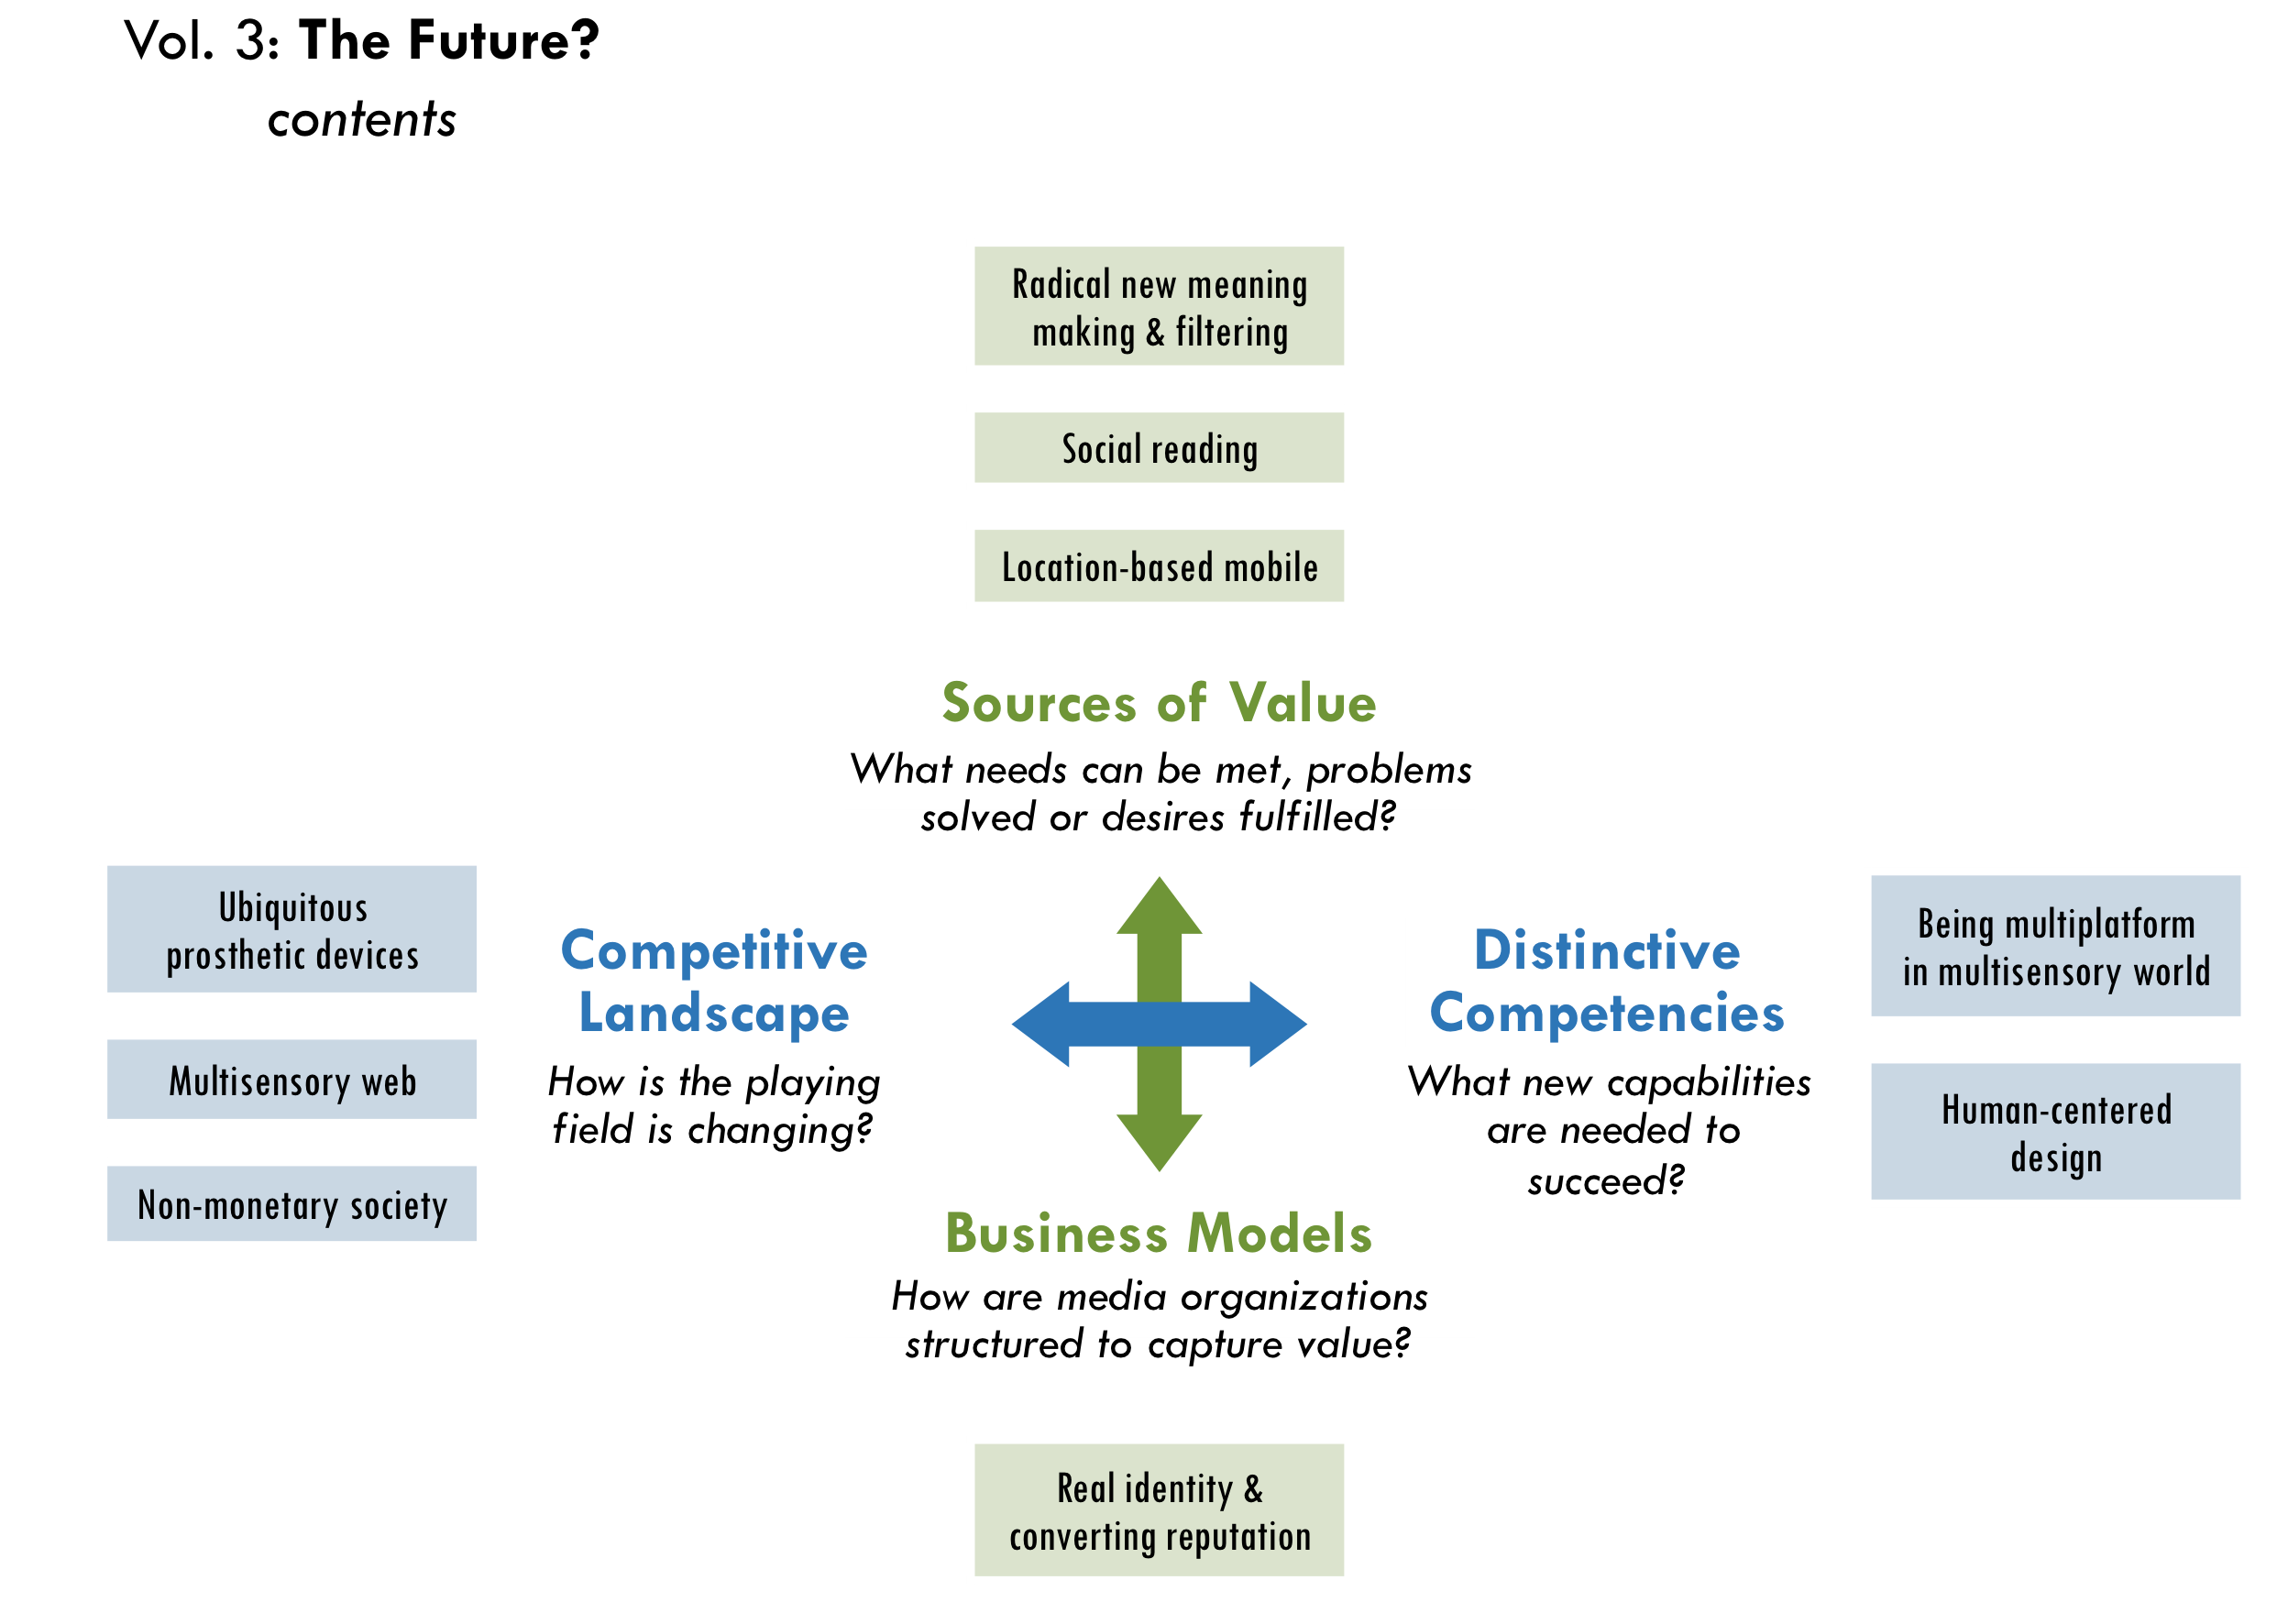 Vol. 3: The Future?
contents
Radical new meaning
making & filtering
Social reading
Location-based mobile
Sources of Value
What needs can be met, problems
solved or desires fulfilled?
Ubiquitous
prosthetic devices
Multisensory web
Non-monetary society
Competitive
Landscape
How is the playing
field is changing?
Distinctive
Competencies
What new capabilities
are needed to
succeed?
Being multiplatform
in multisensory world
Human-centered
design
Business Models
How are media organizations
structured to capture value?
Real identity &
converting reputation